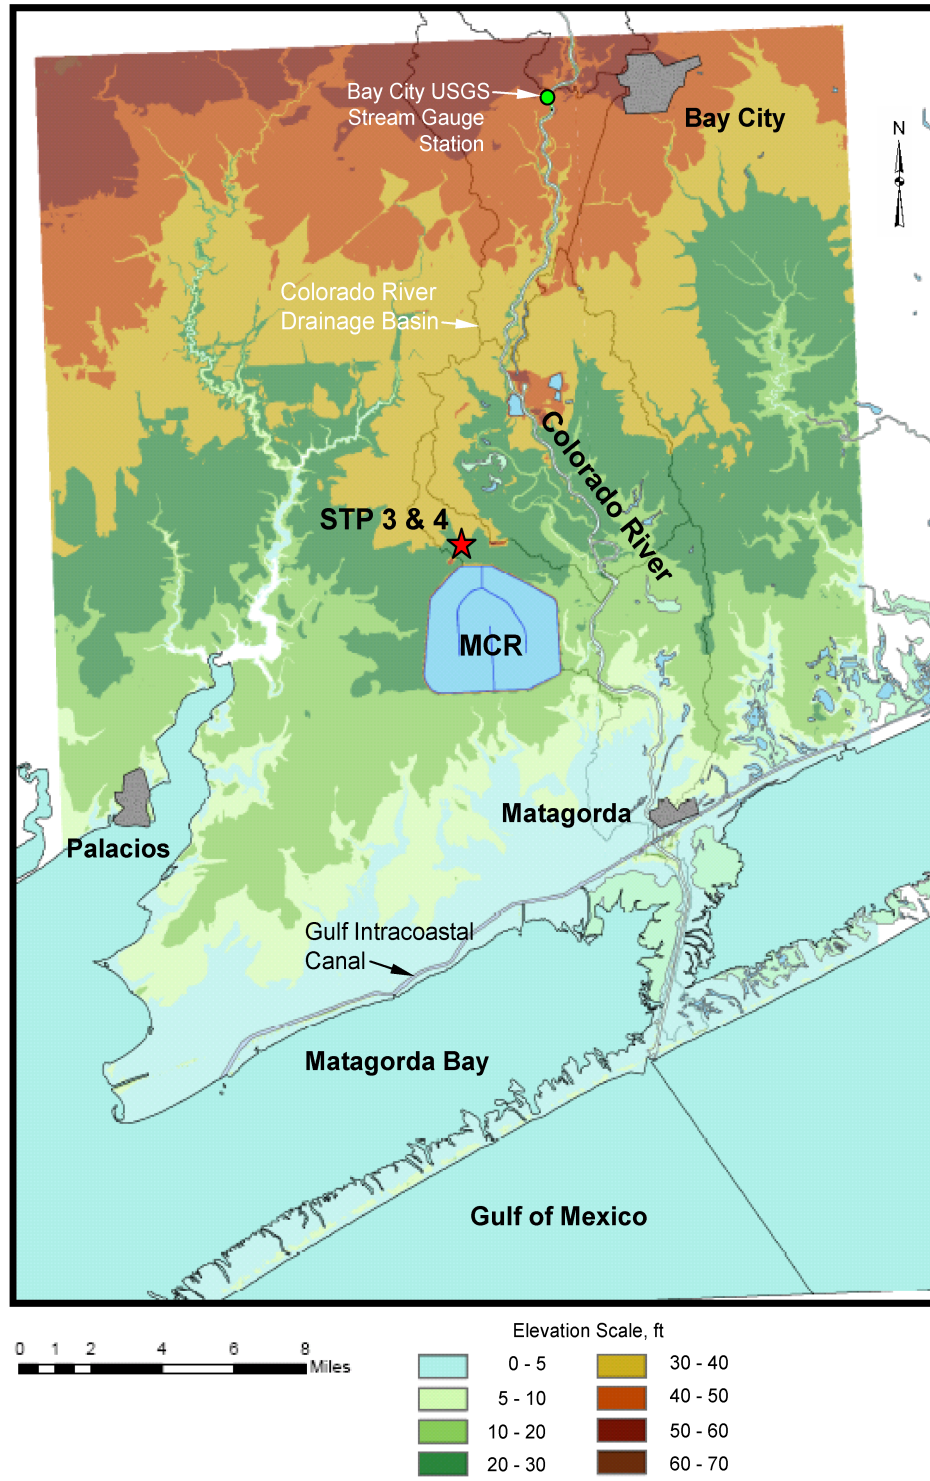 Bay City USGS
Stream Gauge
Station
Bay City
N
Colorado River
Drainage Basin
Colorado River
STP 3 & 4
MCR
Matagorda
Palacios
Gulf Intracoastal
Canal
Matagorda Bay
Gulf of Mexico
0 1 2 4 6 8
Miles
Elevation Scale, ft
0 - 5
5 - 10
10 - 20
20 - 30
30 - 40
40 - 50
50 - 60
60 - 70